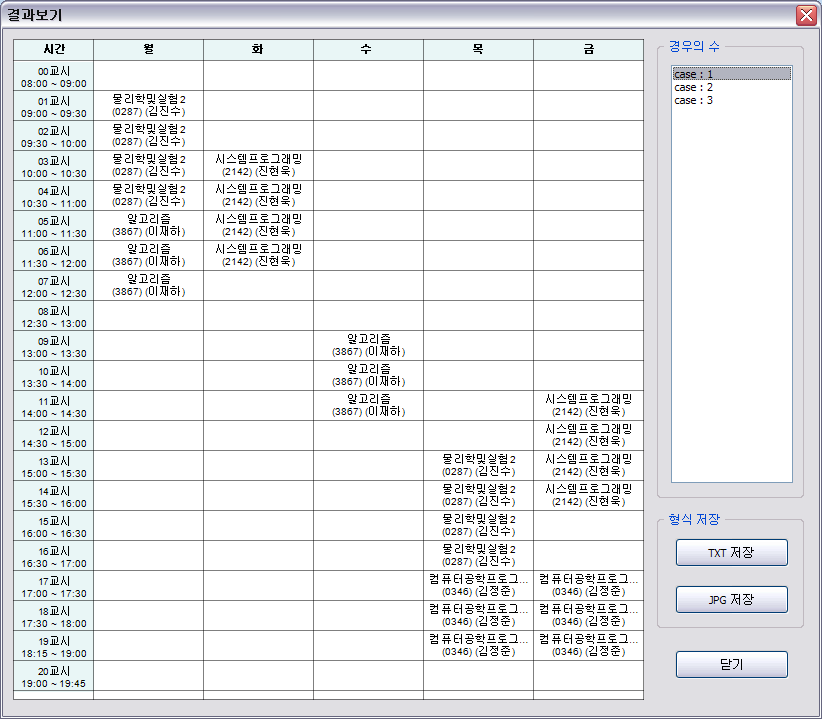 결과보기
시간 월 화 수 목 금
00교시
08:00 ~ 09:00
01교시 물리학및실험2
09:00 ~ 09:30 (0287) (김진수)
02교시 물리학및실험2
09:30 ~ 10:00 (0287) (김진수)
03교시 물리학및실험2 시스템프로그래밍
10:00 ~ 10:30 (0287) (김진수) (2142) (진현욱)
04교시 물리학및실험2 시스템프로그래밍
10:30 ~ 11:00 (0287) (김진수) (2142) (진현욱)
05교시 알고리즘 시스템프로그래밍
11:00 ~ 11:30 (3867) (이재하) (2142) (진현욱)
06교시 알고리즘 시스템프로그래밍
11:30 ~ 12:00 (3867) (이재하) (2142) (진현욱)
07교시 알고리즘
12:00 ~ 12:30 (3867) (이재하)
08교시
12:30 ~ 13:00
09교시 알고리즘
13:00 ~ 13:30 (3867) (이재하)
10교시 알고리즘
13:30 ~ 14:00 (3867) (이재하)
11교시 알고리즘 시스템프로그래밍
14:00 ~ 14:30 (3867) (이재하) (2142) (진현욱)
12교시 시스템프로그래밍
14:30 ~ 15:00 (2142) (진현욱)
13교시 물리학및실험2 시스템프로그래밍
15:00 ~ 15:30 (0287) (김진수) (2142) (진현욱)
14교시 물리학및실험2 시스템프로그래밍
15:30 ~ 16:00 (0287) (김진수) (2142) (진현욱)
15교시 물리학및실험2
16:00 ~ 16:30 (0287) (김진수)
16교시 물리학및실험2
16:30 ~ 17:00 (0287) (김진수)
17교시 컴퓨터공학프로그... 컴퓨터공학프로그...
17:00 ~ 17:30 (0346) (김정준) (0346) (김정준)
18교시 컴퓨터공학프로그... 컴퓨터공학프로그...
17:30 ~ 18:00 (0346) (김정준) (0346) (김정준)
19교시 컴퓨터공학프로그... 컴퓨터공학프로그...
18:15 ~ 19:00 (0346) (김정준) (0346) (김정준)
20교시
19:00 ~ 19:45
경우의 수
case : 1
case : 2
case : 3
형식 저장
TXT 저장
JPG 저장
닫기